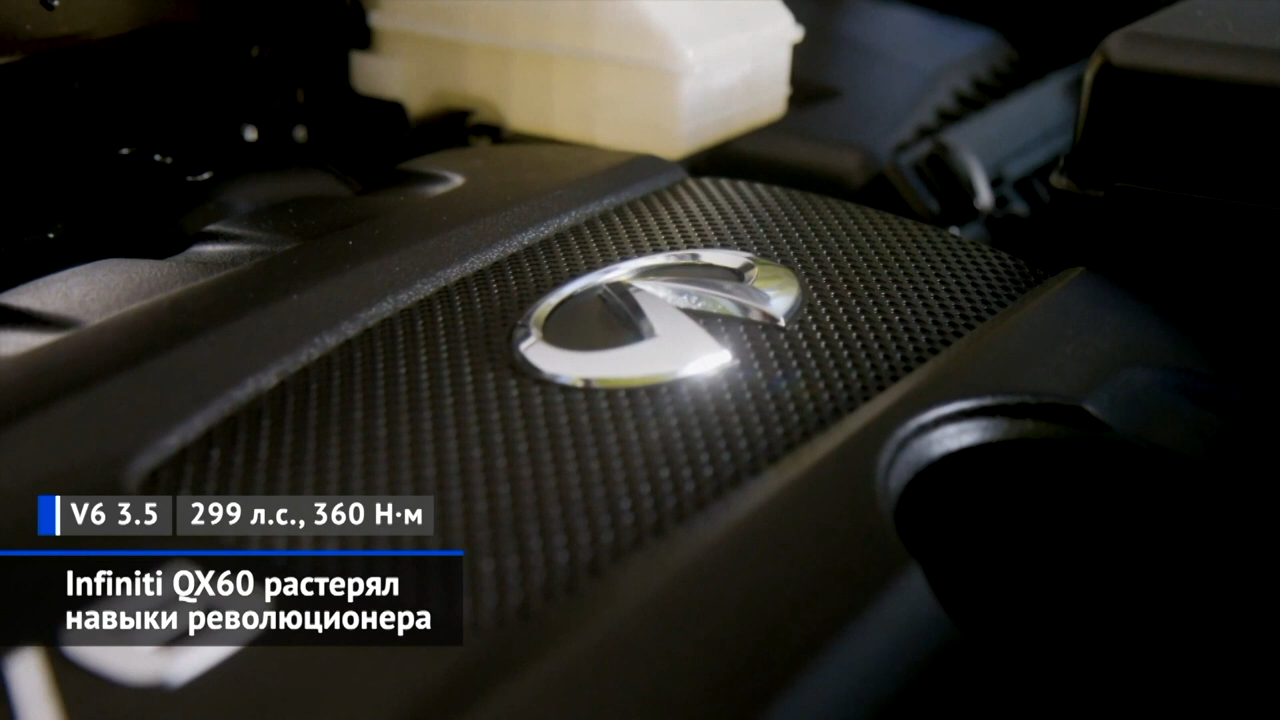 V6 3.5 299 л.с., 360 Н·м
Infiniti QX60 растерял
навыки революционера